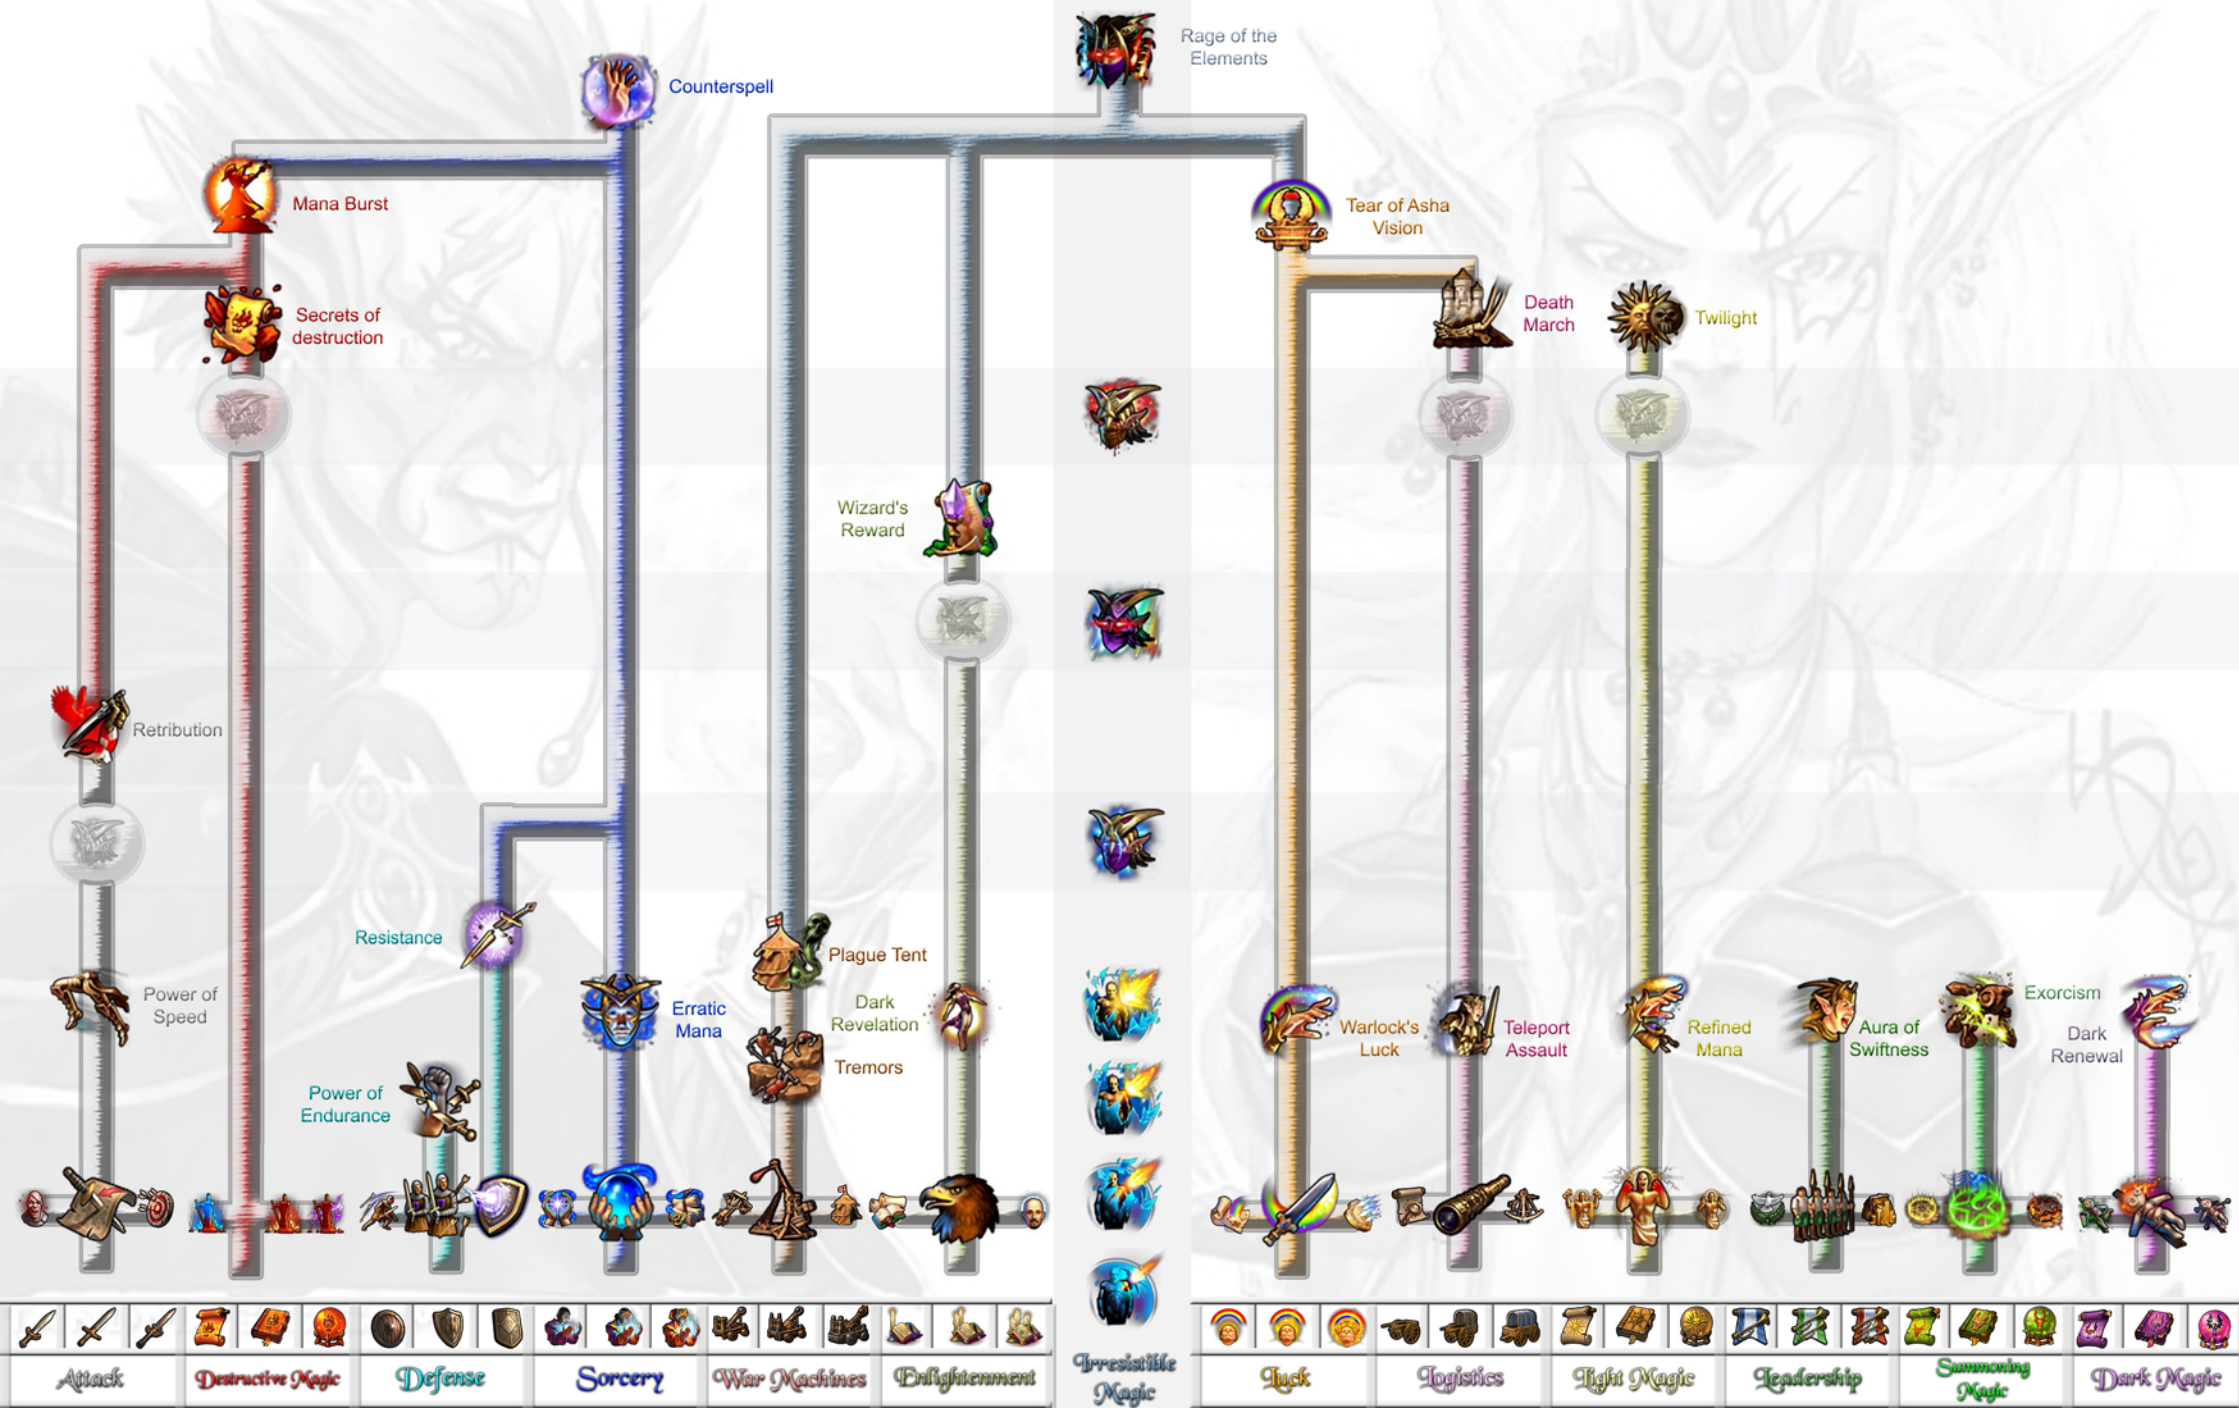 Rage of the
Elements
Counterspell
Mana Burst
Tear of Asha
Vision
Secrets of
destruction
Death
March
Twilight
Wizard's
Reward
Retribution
Resistance
Plague Tent
Power of
Speed
Erratic
Mana
Dark
Revelation
Warlock's
Luck
Teleport
Assault
Refined
Mana
Aura of
Swiftness
Exorcism
Dark
Renewal
Tremors
Power of
Endurance
Attack
Destructive Magic
Defense
Sorcery
War Machines
Enlightenment
Irresistible
Magic
Luck
Logistics
Light Magic
Leadership
Summoning
Magic
Dark Magic